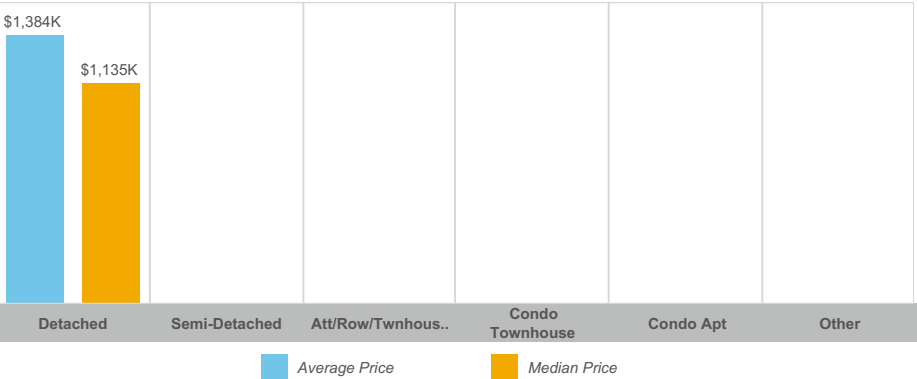 $1,384K
$1,135K
Detached
Semi-Detached
Att/Row/Twnhous..
Condo
Townhouse
Condo Apt
Other
Average Price
Median Price